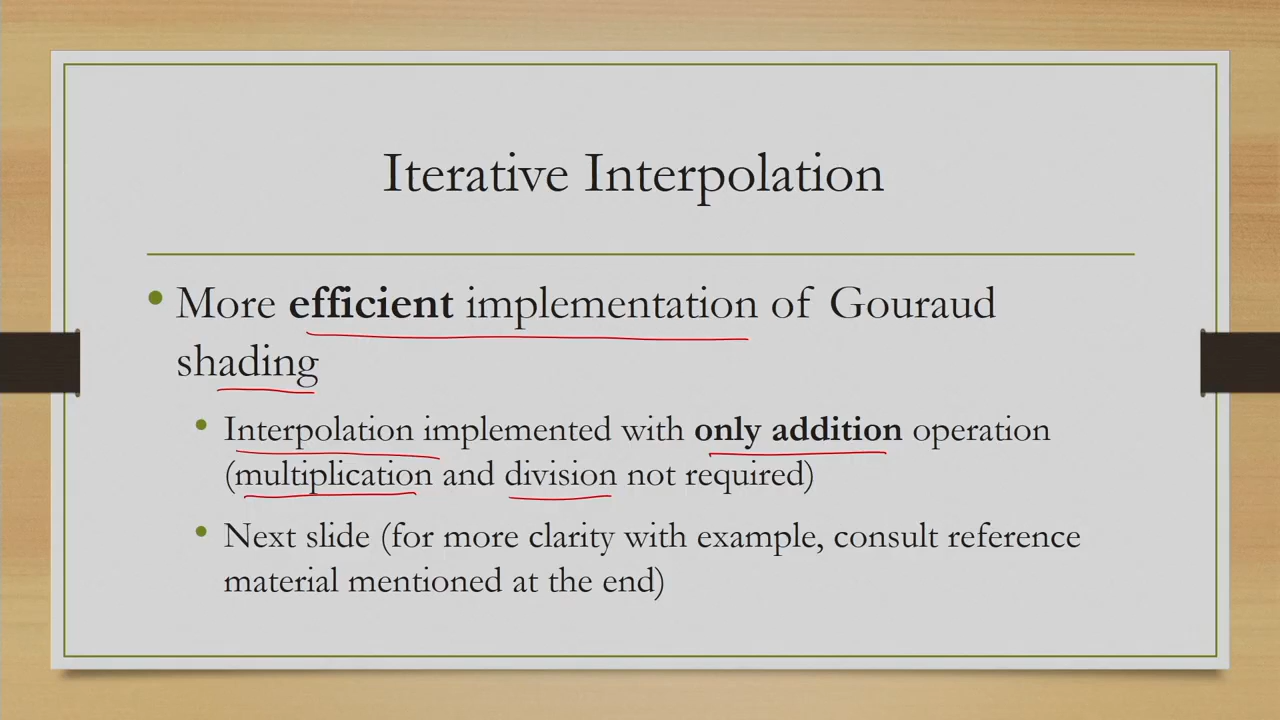 Iterative Interpolation
• More efficient implementation of Gouraud
shading
• Interpolation implemented with only addition operation
(multiplication and division not required)
• Next slide (for more clarity with example, consult reference
material mentioned at the end)